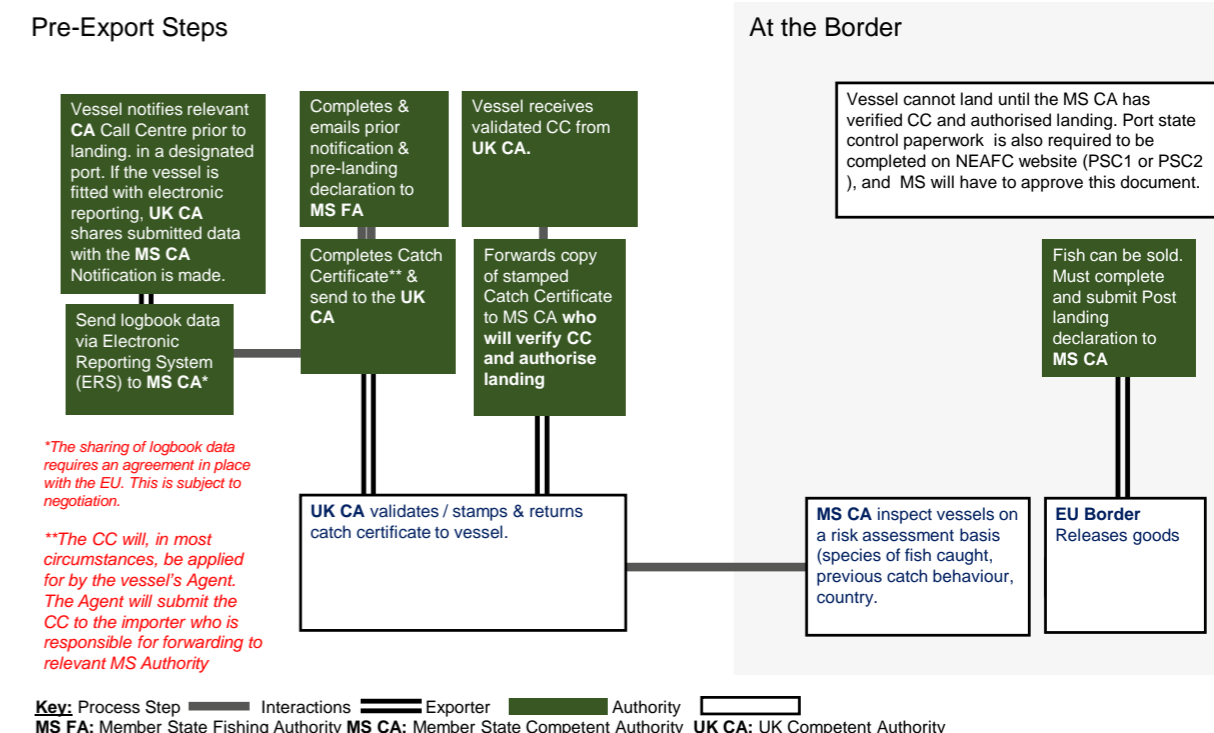 Pre-Export Steps
At the Border
Vessel notifies relevant
CA Call Centre prior to
landing. in a designated
port. If the vessel is
fitted with electronic
reporting, UK CA
shares submitted data
with the MS CA
Notification is made.
Send logbook data
via Electronic
Reporting System
(ERS) to MS CA*
Completes &
emails prior
notification &
pre-landing
declaration to
MS FA
Completes Catch
Certificate** &
send to the UK
CA
Vessel receives
validated CC from
UK CA.
Forwards copy
of stamped
Catch Certificate
to MS CA who
will verify CC
and authorise
landing
Vessel cannot land until the MS CA has
verified CC and authorised landing. Port state
control paperwork  is also required to be
completed on NEAFC website (PSC1 or PSC2
), and  MS will have to approve this document.
Fish can be sold.
Must complete
and submit Post
landing
declaration to
MS CA
*The sharing of logbook data
requires an agreement in place
with the EU. This is subject to
negotiation.
**The CC will, in most
circumstances, be applied
for by the vessel's Agent.
The Agent will submit the
CC to the importer who is
responsible for forwarding to
relevant MS Authority
UK CA validates / stamps & returns
catch certificate to vessel.
MS CA inspect vessels on
a risk assessment basis
(species of fish caught,
previous catch behaviour,
country.
EU Border
Releases goods
Key: Process Step Interactions Exporter Authority
MS FA: Member State Fishing Authority MS CA: Member State Competent Authority UK CA: UK Competent Authority